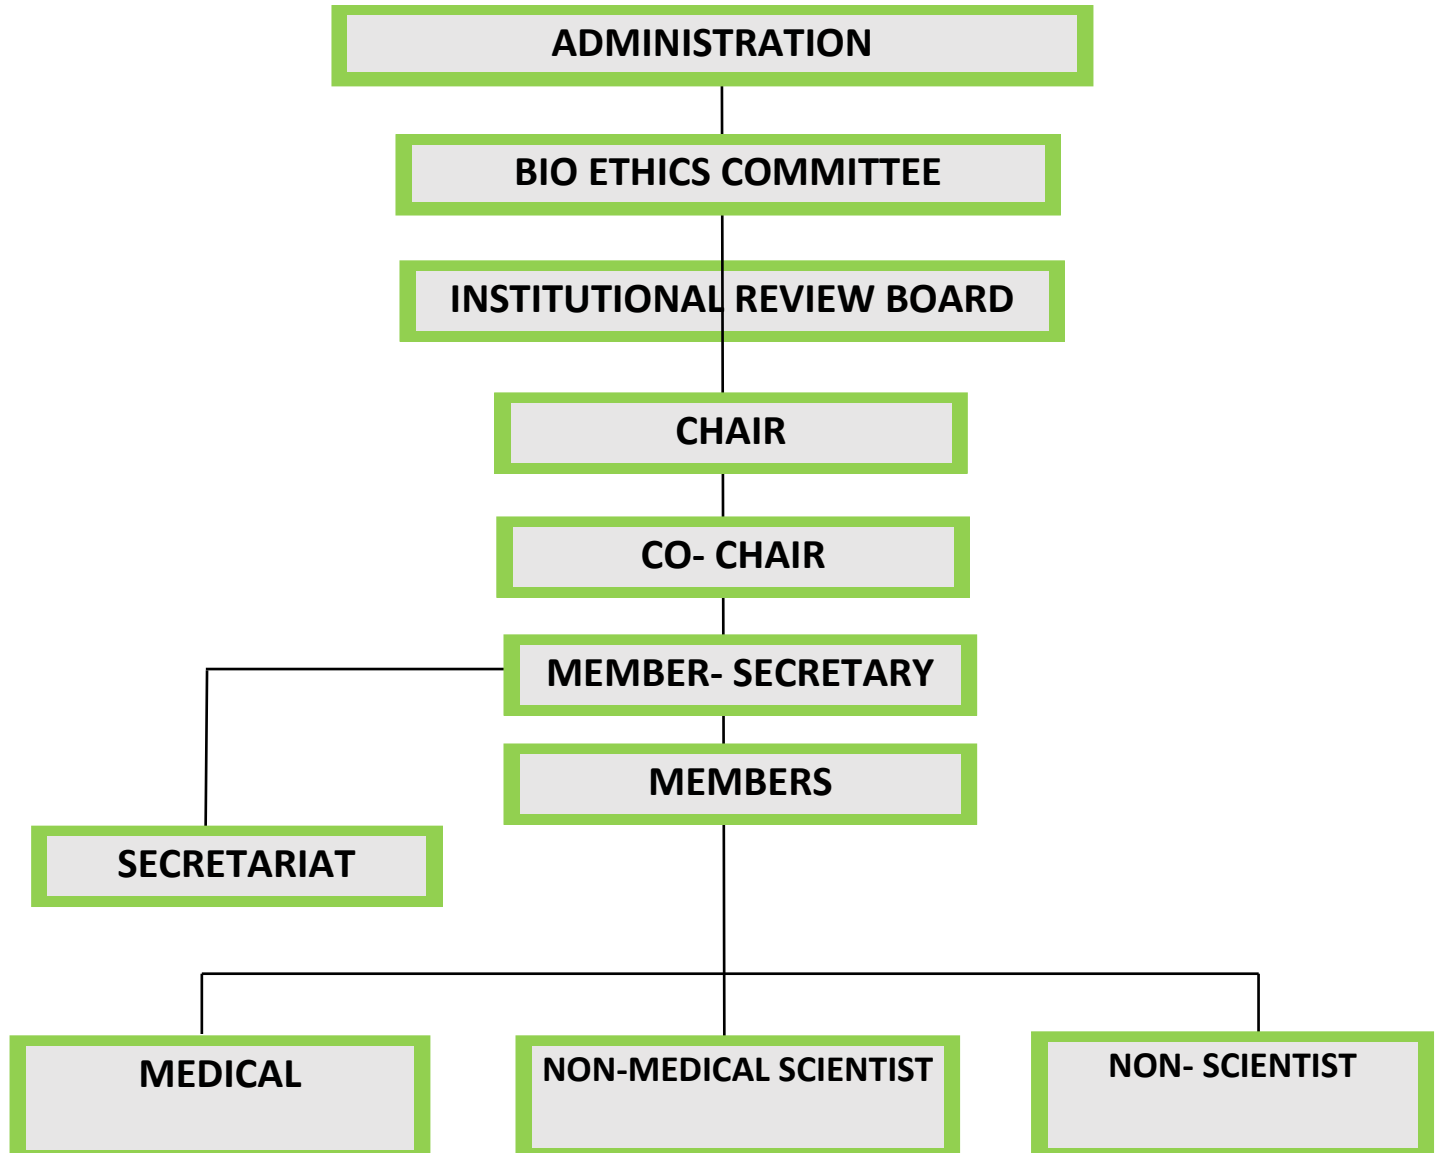 ADMINISTRATION
BIO ETHICS COMMITTEE
INSTITUTIONAL REVIEW BOARD
CHAIR
CO- CHAIR
MEMBER- SECRETARY
MEMBERS
SECRETARIAT
MEDICAL
NON-MEDICAL SCIENTIST
NON- SCIENTIST